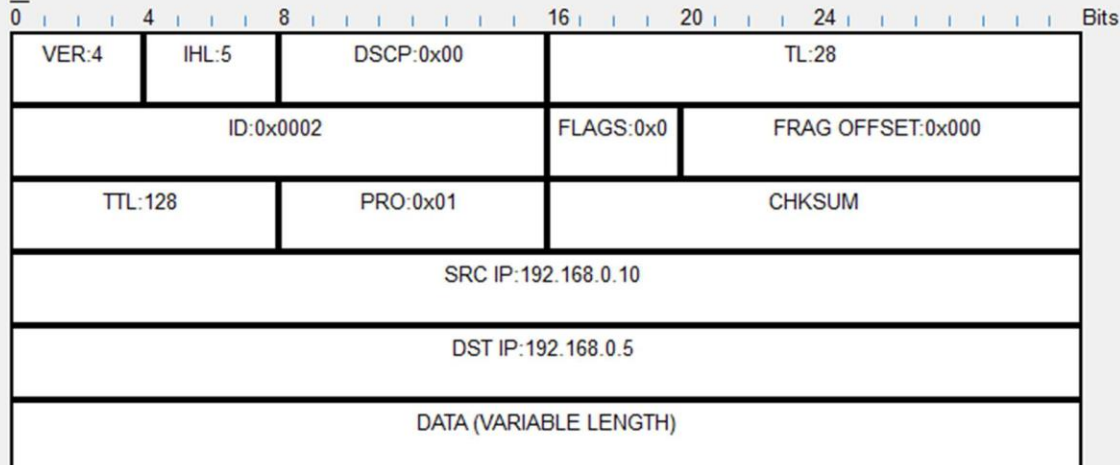 0 4 8 16 20 24 Bits
VER:4 IHL:5 DSCP:0x00 TL:28
ID:0x0002 FLAGS:0x0 FRAG OFFSET:0x000
TTL:128 PRO:0x01 CHKSUM
SRC IP:192.168.0.10
DST IP:192.168.0.5
DATA (VARIABLE LENGTH)